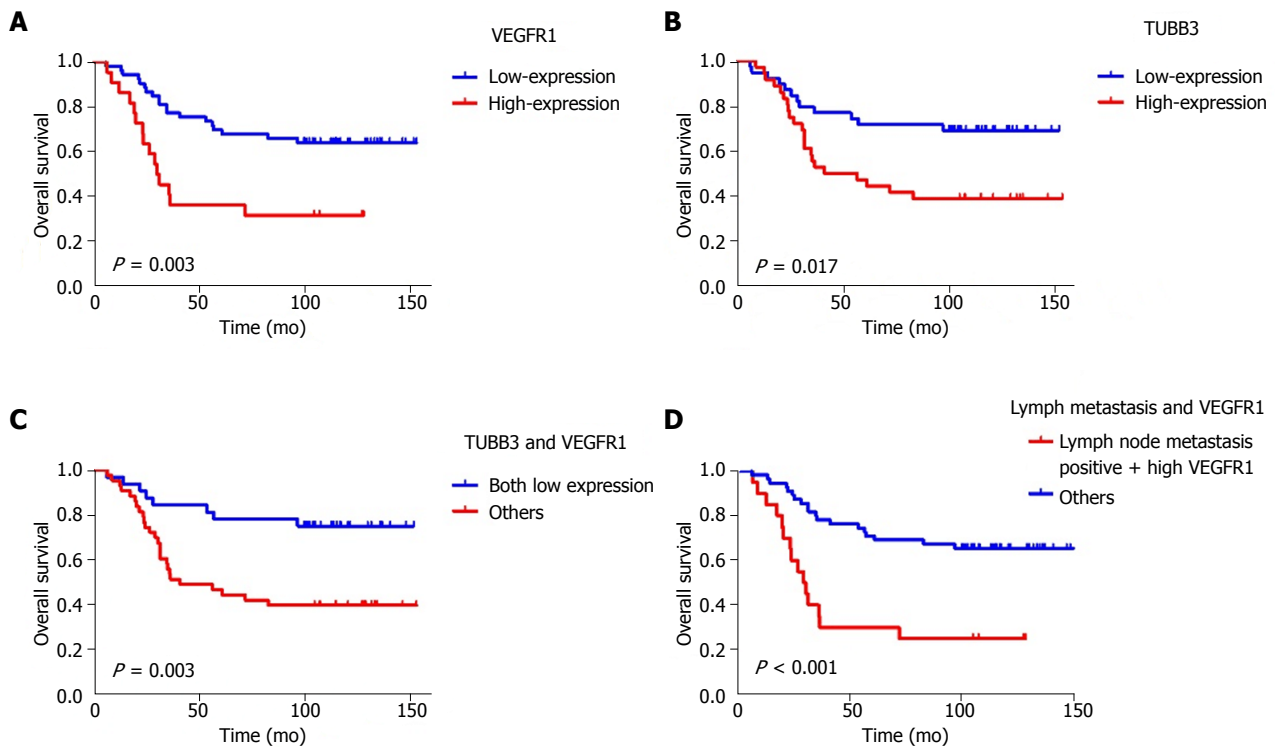 A
VEGFR1
Low-expression
High-expression
Overall survival
1.0
0.8
0.6
0.4
0.2
0.0
P = 0.003
0 50 100 150
Time (mo)
B
TUBB3
Low-expression
High-expression
Overall survival
1.0
0.8
0.6
0.4
0.2
0.0
P = 0.017
0 50 100 150
Time (mo)
C
TUBB3 and VEGFR1
Both low expression
Others
Overall survival
1.0
0.8
0.6
0.4
0.2
0.0
P = 0.003
0 50 100 150
Time (mo)
D
Lymph metastasis and VEGFR1
Lymph node metastasis
positive + high VEGFR1
Others
Overall survival
1.0
0.8
0.6
0.4
0.2
0.0
P < 0.001
0 50 100 150
Time (mo)